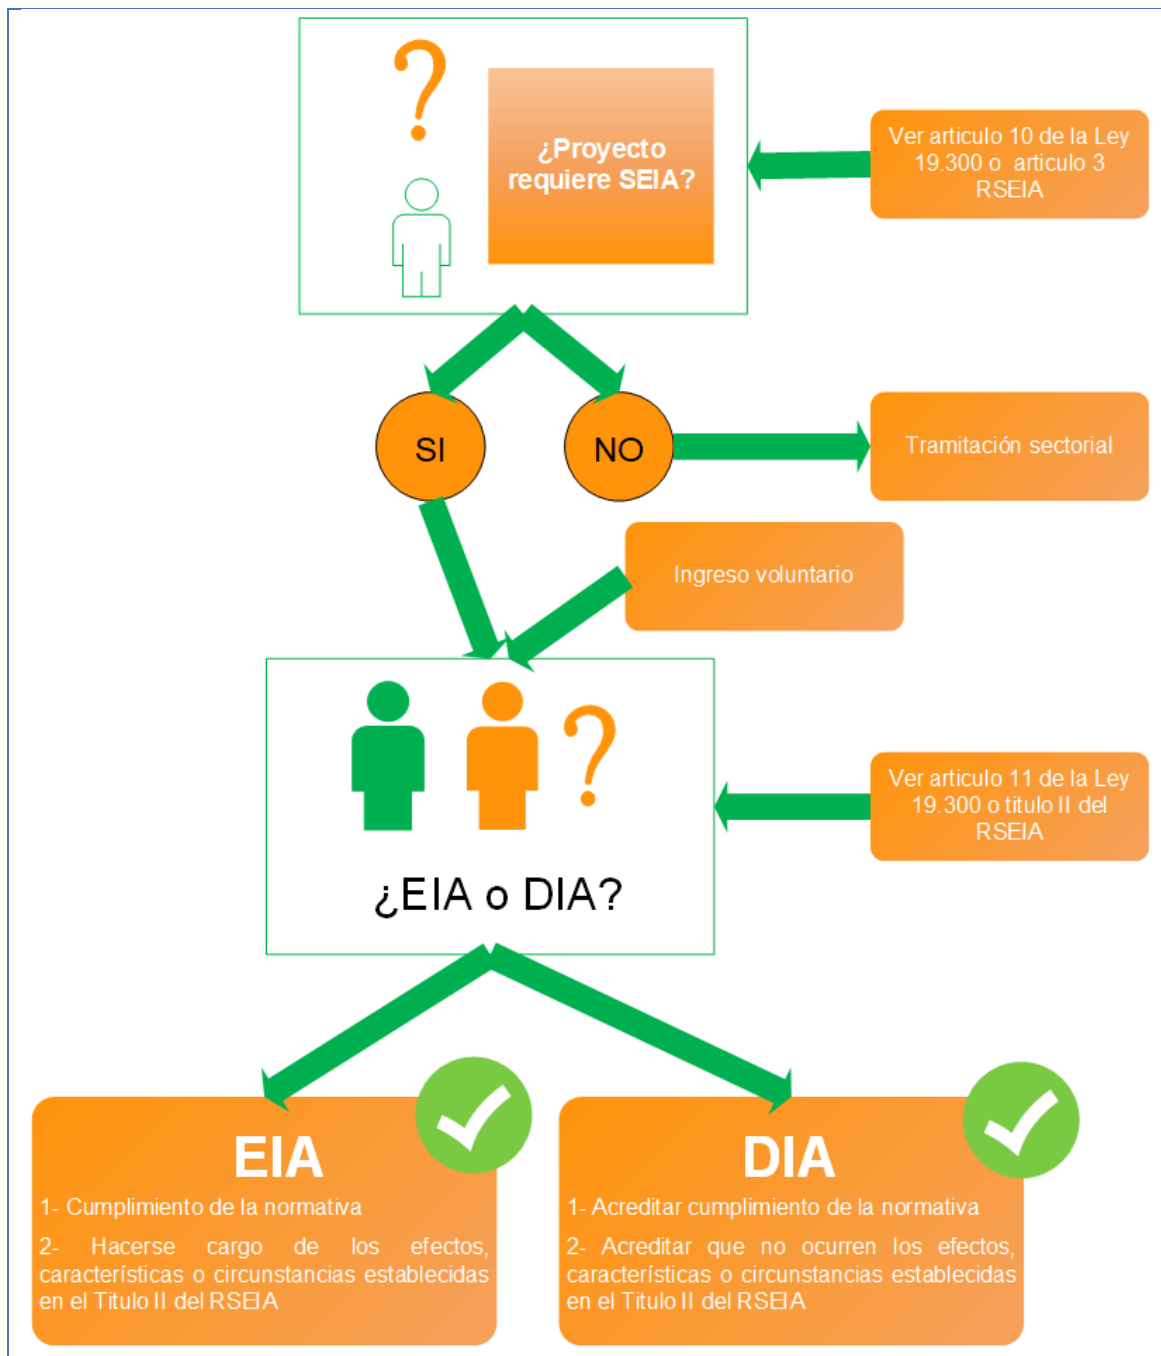 ?
¿Proyecto
requiere SEIA?
Ver articulo 10 de la Ley
19.300 o articulo 3
RSEIA
SI
NO
Tramitación sectorial
Ingreso voluntario
?
¿EIA o DIA?
Ver articulo 11 de la Ley
19.300 o titulo II del
RSEIA
EIA
1- Cumplimiento de la normativa
2- Hacerse cargo de los efectos,
características o circunstancias establecidas
en el Titulo II del RSEIA
DIA
1- Acreditar cumplimiento de la normativa
2- Acreditar que no ocurren los efectos,
características o circunstancias establecidas
en el Titulo II del RSEIA